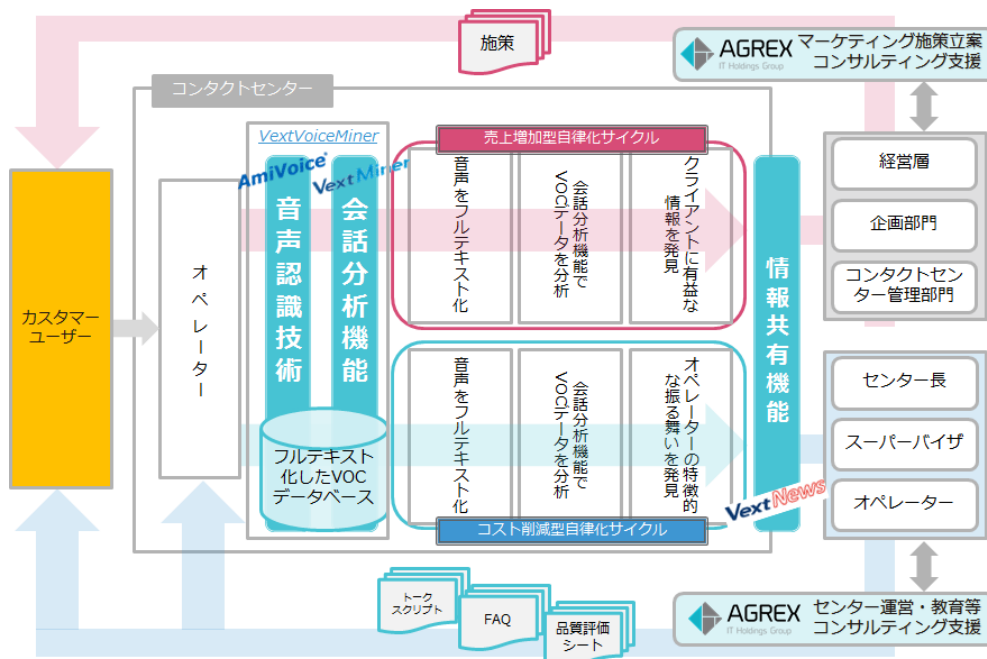 施策
AGREX
IT Holdings Group
マーケティング施策立案
コンサルティング支援
コンタクトセンター
VextVoiceMiner
AmiVoice®
VextMiner
音声認識技術
会話分析機能
フルテキスト
化したVOC
データベース
カスタマー
ユーザー
オペレーター
売上増加型自律化サイクル
音声をフルテキスト化
会話分析機能で
VOCデータを分析
クライアントに有益な
情報を発見
音声をフルテキスト化
会話分析機能で
VOCデータを分析
オペレーターの特徴的
な振る舞いを発見
コスト削減型自律化サイクル
情報共有機能
VextNews
経営層
企画部門
コンタクトセン
ター管理部門
センター長
スーパーバイザ
オペレーター
トーク
スクリプト
FAQ
品質評価
シート
AGREX
IT Holdings Group
センター運営・教育等
コンサルティング支援